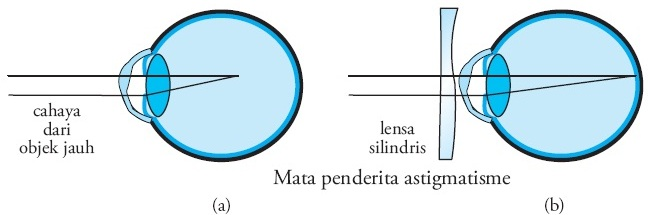 cahaya
dari
objek jauh
lensa
silindris
Mata penderita astigmatisme
(a)
(b)